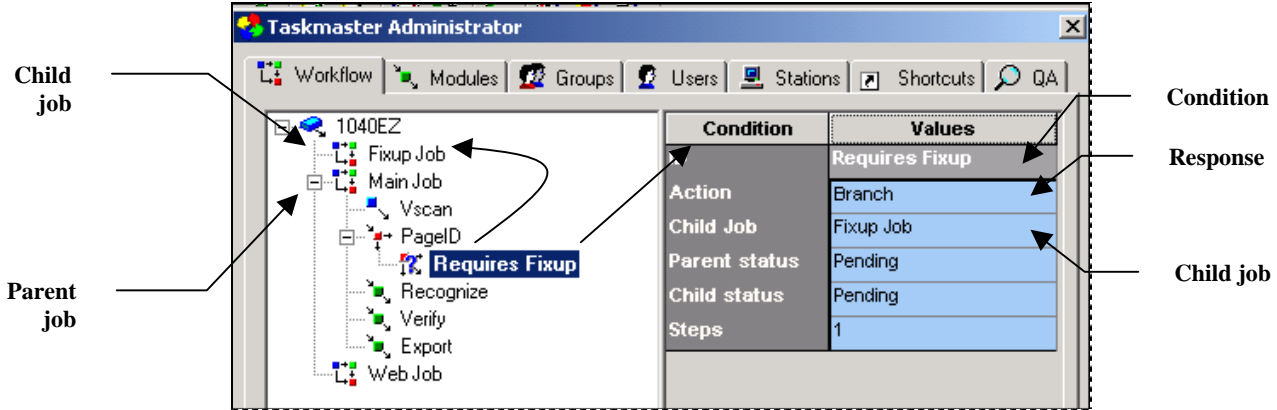 Taskmaster Administrator
Workflow Modules Groups Users Stations Shortcuts QA
Child
job
Condition
Response
Child job
Parent
job
1040EZ
Fixup Job
Main Job
Vscan
PageID
Requires Fixup
Recognize
Verify
Export
Web Job
Condition Values
Requires Fixup
Action Branch
Child Job Fixup Job
Parent status Pending
Child status Pending
Steps 1